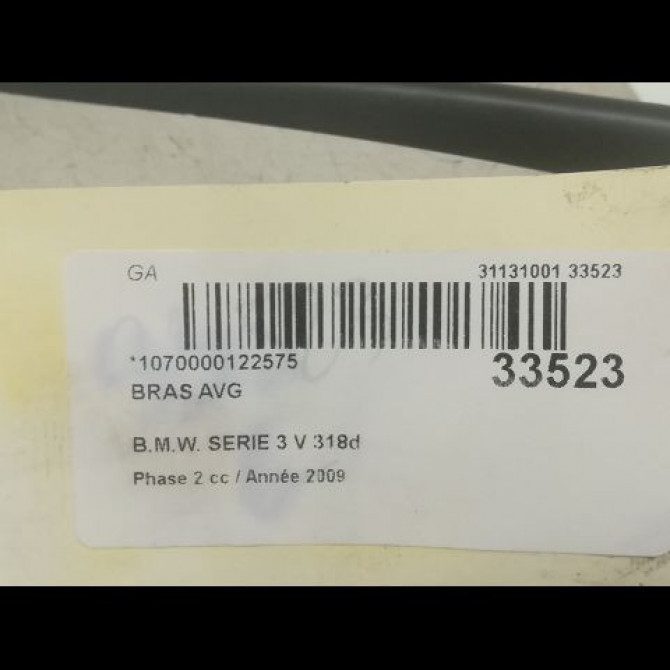 GA 31131001 33523
*1070000122575 33523
BRAS AVG
B.M.W. SERIE 3 V 318d
Phase 2 cc / Année 2009